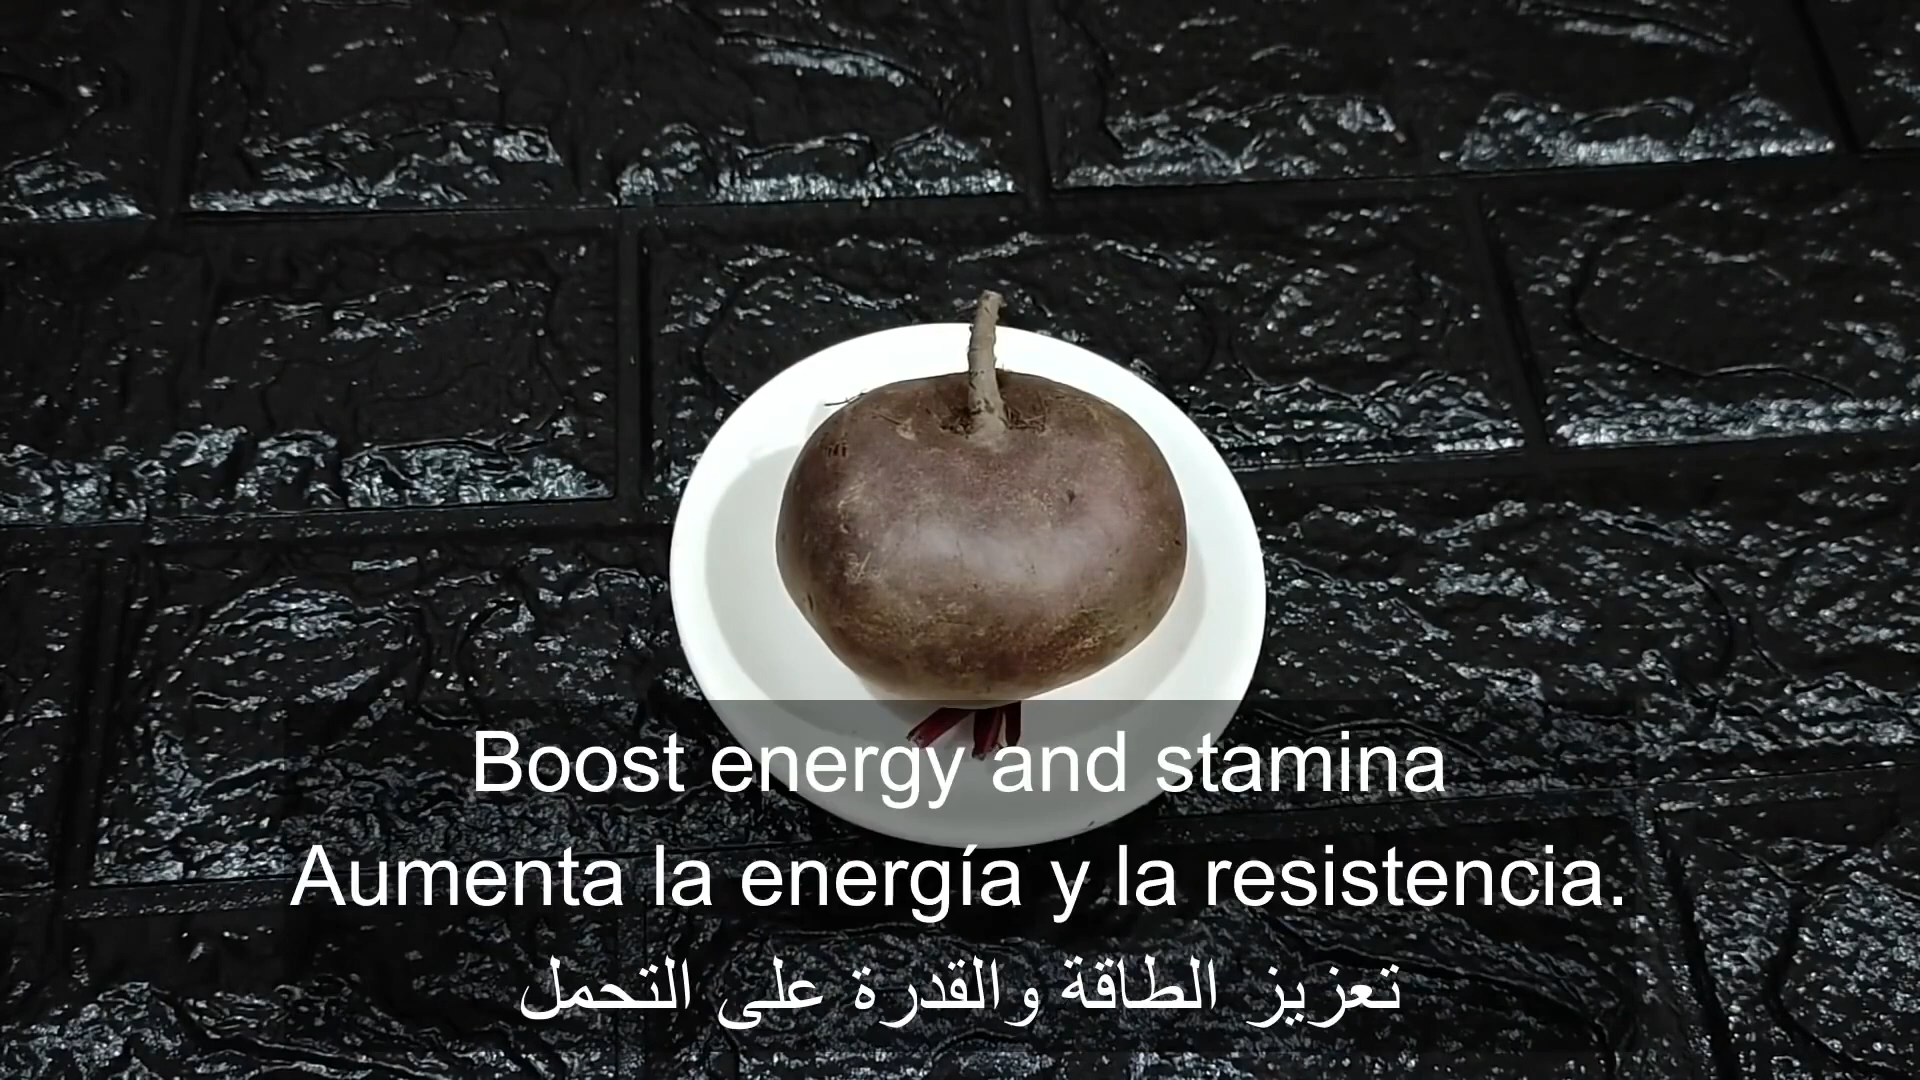 Boost energy and stamina
Aumenta la energía y la resistencia.
تعزيز الطاقة والقدرة على التحمل